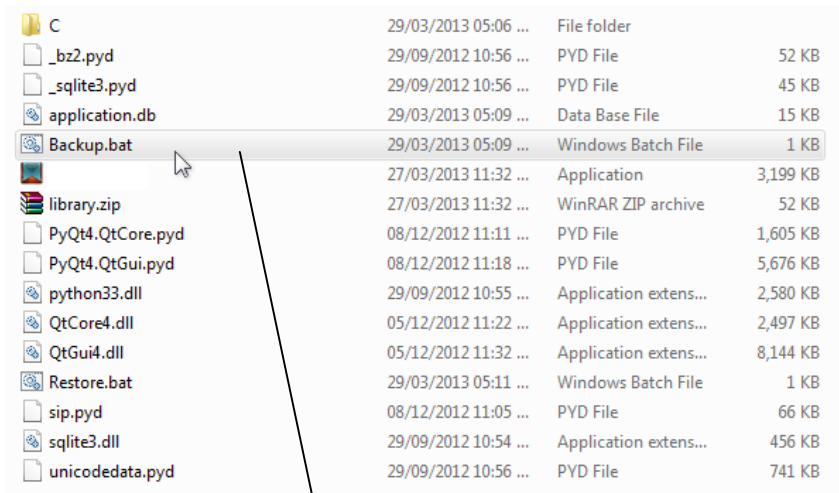 C 29/03/2013 05:06 ... File folder
_bz2.pyd 29/09/2012 10:56 ... PYD File 52 KB
_sqlite3.pyd 29/09/2012 10:56 ... PYD File 45 KB
application.db 29/03/2013 05:09 ... Data Base File 15 KB
Backup.bat 29/03/2013 05:09 ... Windows Batch File 1 KB
27/03/2013 11:32 ... Application 3,199 KB
library.zip 27/03/2013 11:32 ... WinRAR ZIP archive 52 KB
PyQt4.QtCore.pyd 08/12/2012 11:11 ... PYD File 1,605 KB
PyQt4.QtGui.pyd 08/12/2012 11:18 ... PYD File 5,676 KB
python33.dll 29/09/2012 10:55 ... Application extens... 2,580 KB
QtCore4.dll 05/12/2012 11:22 ... Application extens... 2,497 KB
QtGui4.dll 05/12/2012 11:32 ... Application extens... 8,144 KB
Restore.bat 29/03/2013 05:11 ... Windows Batch File 1 KB
sip.pyd 08/12/2012 11:05 ... PYD File 66 KB
sqlite3.dll 29/09/2012 10:54 ... Application extens... 456 KB
unicodedata.pyd 29/09/2012 10:56 ... PYD File 741 KB